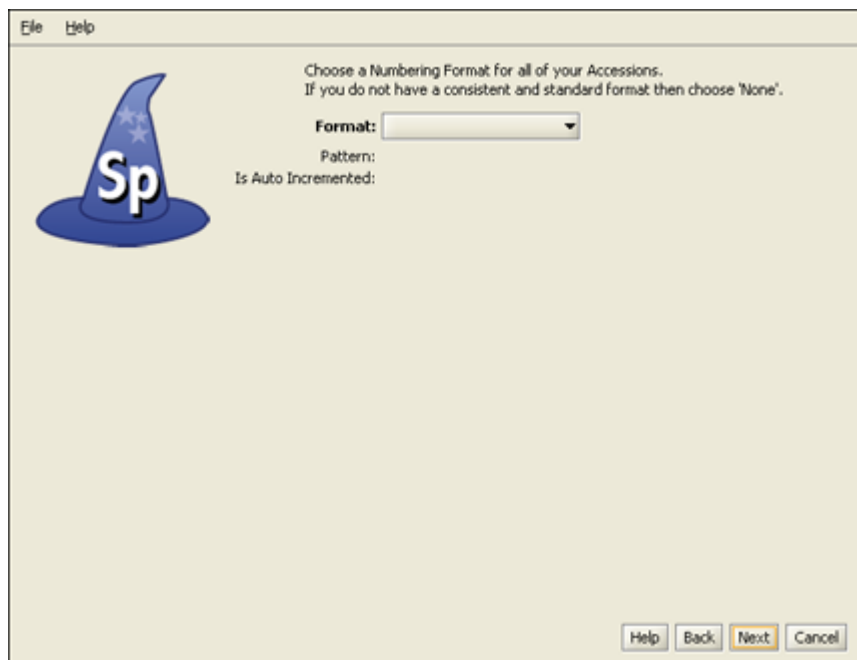 File Help
Choose a Numbering Format for all of your Accessions.
If you do not have a consistent and standard format then choose 'None'.
Format:
Pattern:
Is Auto Incremented:
Sp
Help Back Next Cancel